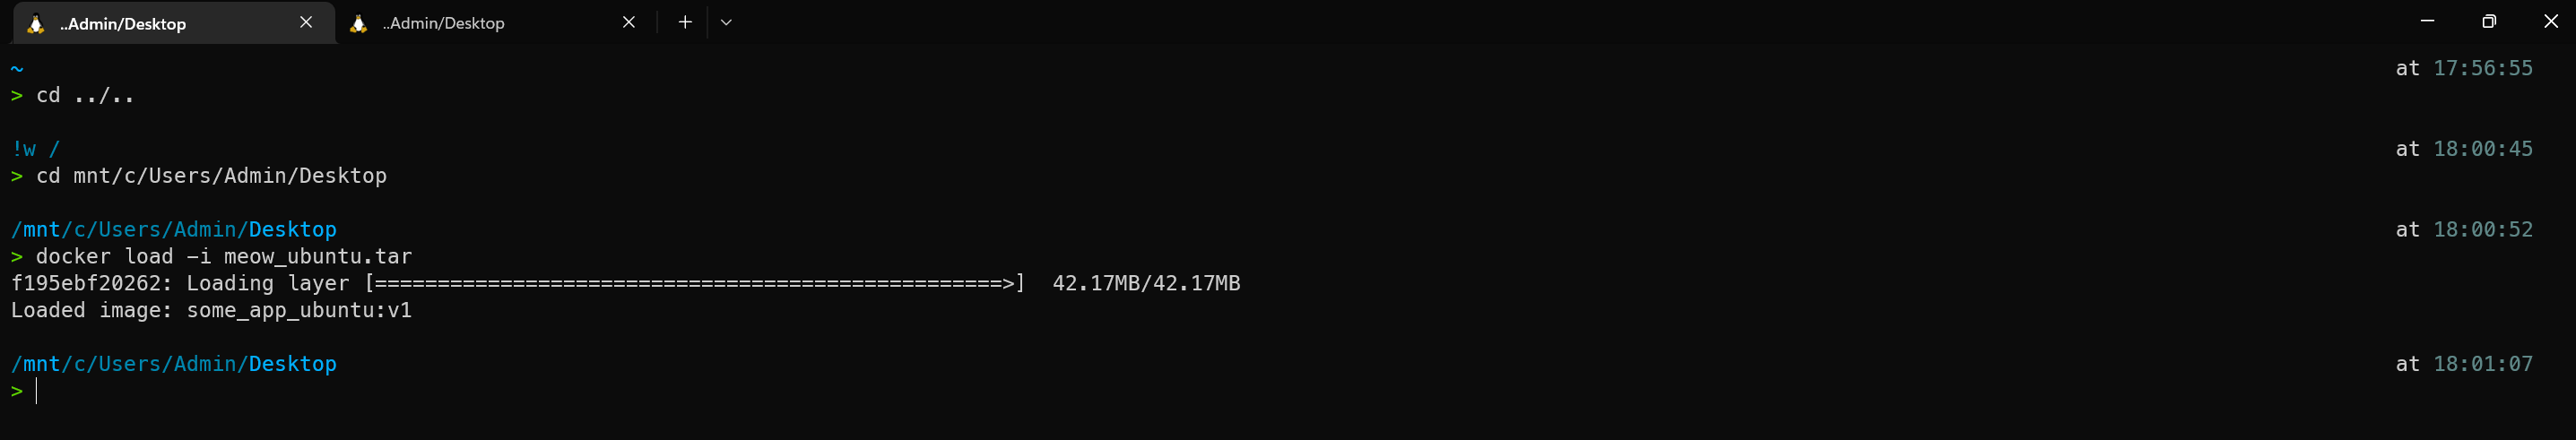 ..Admin/Desktop ..Admin/Desktop
~ at 17:56:55
> cd ../..
!w / at 18:00:45
> cd mnt/c/Users/Admin/Desktop
/mnt/c/Users/Admin/Desktop at 18:00:52
> docker load -i meow_ubuntu.tar
f195ebf20262: Loading layer [==================================================>]  42.17MB/42.17MB
Loaded image: some_app_ubuntu:v1
/mnt/c/Users/Admin/Desktop at 18:01:07
>